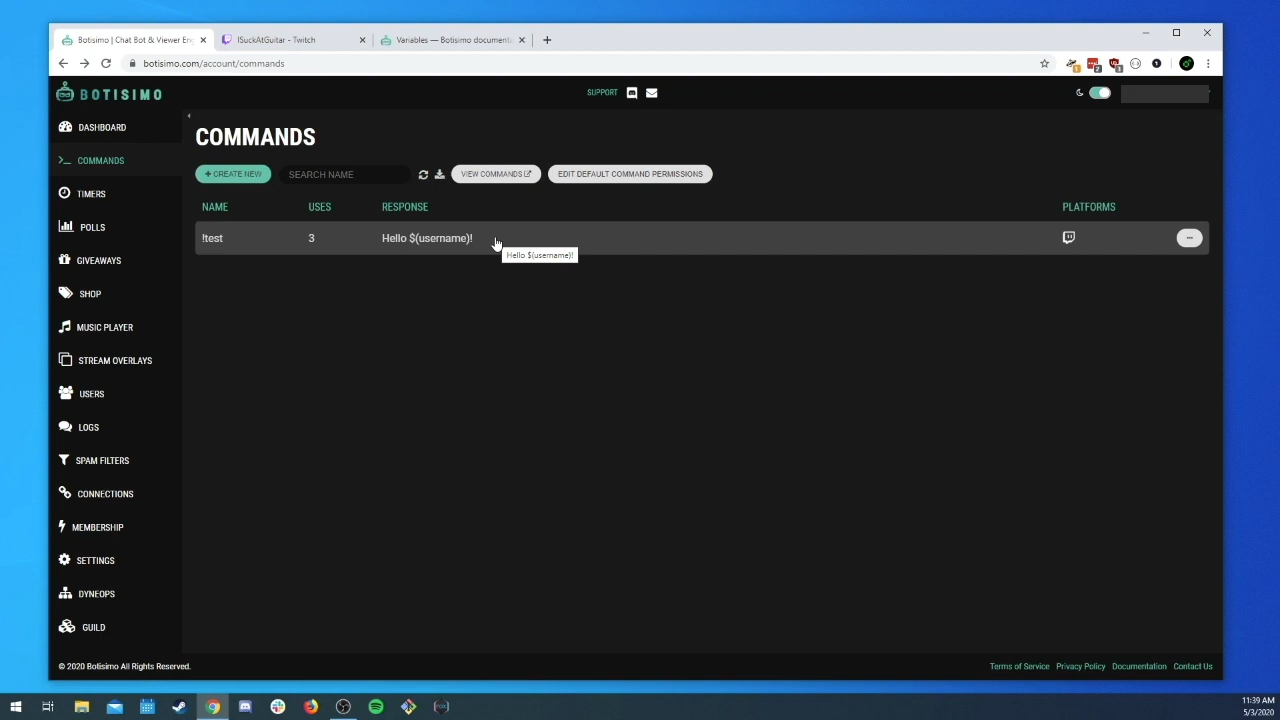 Botisimo | Chat Bot & Viewer Eng
ISuckAtGuitar - Twitch
Variables — Botisimo documenta
botisimo.com/account/commands
BOTISIMO
SUPPORT
DASHBOARD
COMMANDS
TIMERS
POLLS
GIVEAWAYS
SHOP
MUSIC PLAYER
STREAM OVERLAYS
USERS
LOGS
SPAM FILTERS
CONNECTIONS
MEMBERSHIP
SETTINGS
DYNEOPS
GUILD
COMMANDS
+ CREATE NEW
SEARCH NAME
VIEW COMMANDS
EDIT DEFAULT COMMAND PERMISSIONS
NAME USES RESPONSE PLATFORMS
!test 3 Hello $(username)!
Hello $(username)!
© 2020 Botisimo All Rights Reserved.
Terms of Service Privacy Policy Documentation Contact Us
11:39 AM
5/3/2020